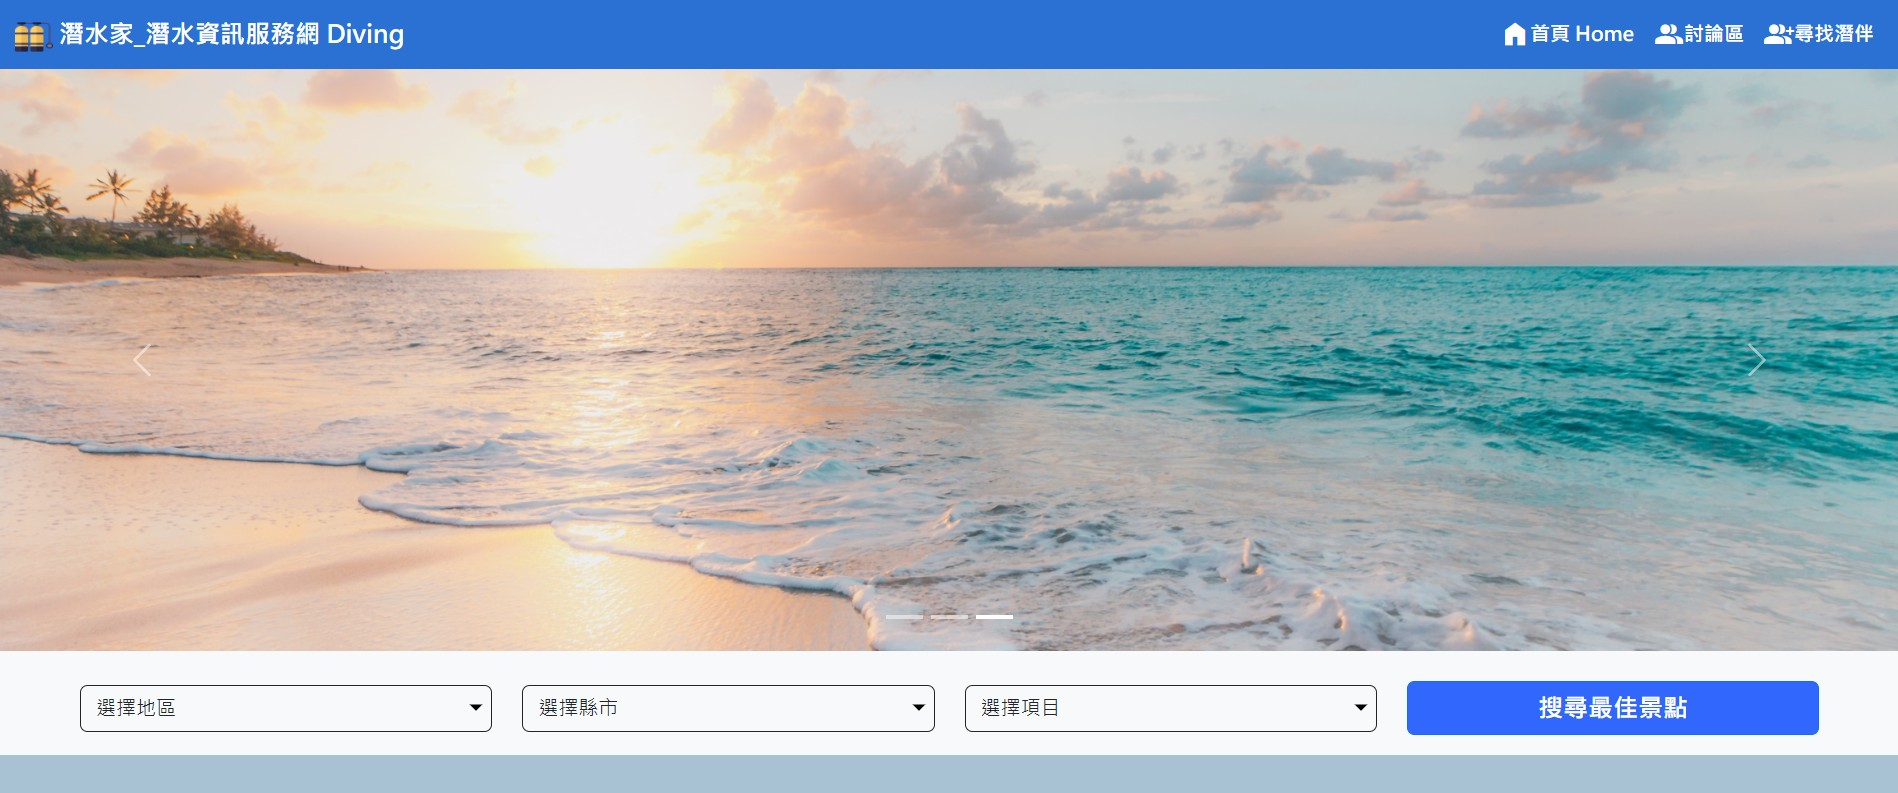 潛水家_潛水資訊服務網 Diving
首頁 Home
討論區
尋找潛伴
選擇地區
選擇縣市
選擇項目
搜尋最佳景點